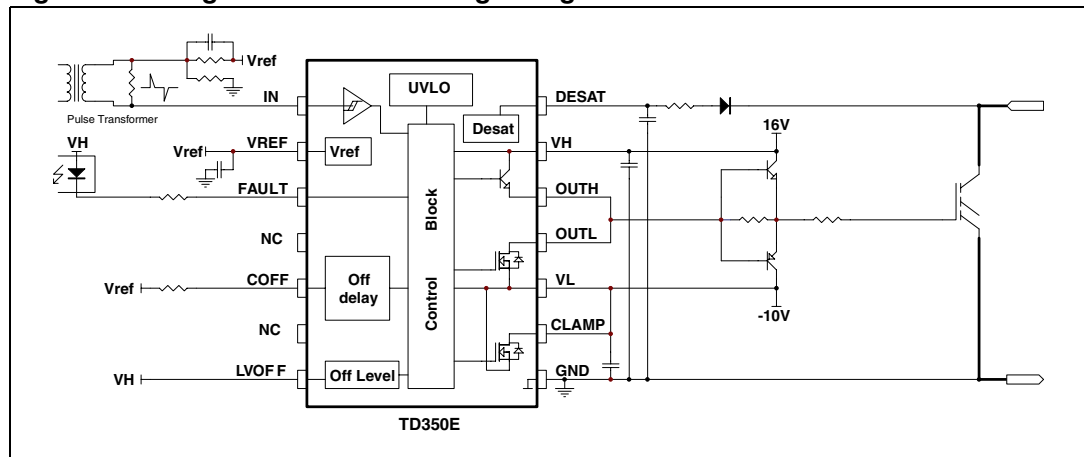 Vref
Pulse Transformer
IN
UVLO
DESAT
Desat
16V
VH
Vref
VREF
Vref
VH
FAULT
OUTH
Block
Control
NC
OUTL
Vref
COFF
Off
delay
VL
-10V
NC
CLAMP
VH
LVOFF
Off Level
GND
TD350E